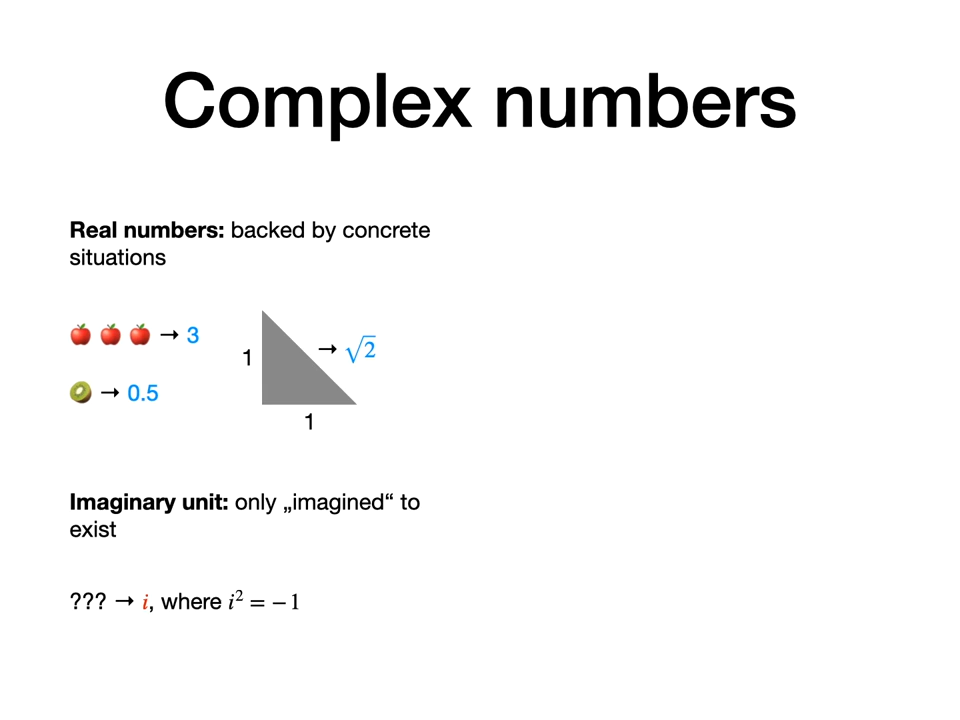 Complex numbers
Real numbers: backed by concrete
situations
🍎 🍎 🍎 → 3
1
→ √2
🥝 → 0.5
1
Imaginary unit: only „imagined“ to
exist
??? → i, where i² = −1